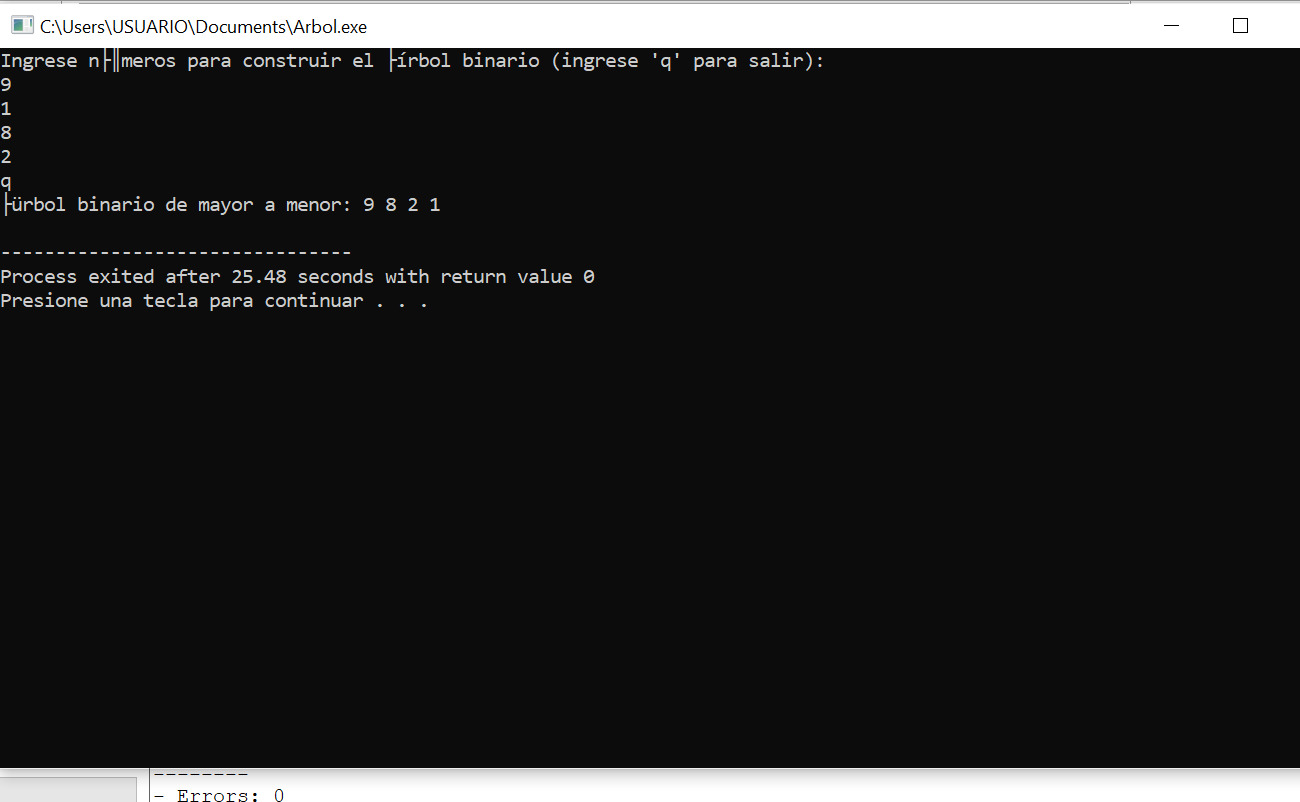 C:\Users\USUARIO\Documents\Arbol.exe
Ingrese n├║meros para construir el ├írbol binario (ingrese 'q' para salir):
9
1
8
2
q
├ürbol binario de mayor a menor: 9 8 2 1
--------------------------------
Process exited after 25.48 seconds with return value 0
Presione una tecla para continuar . . .
--------
- Errors: 0